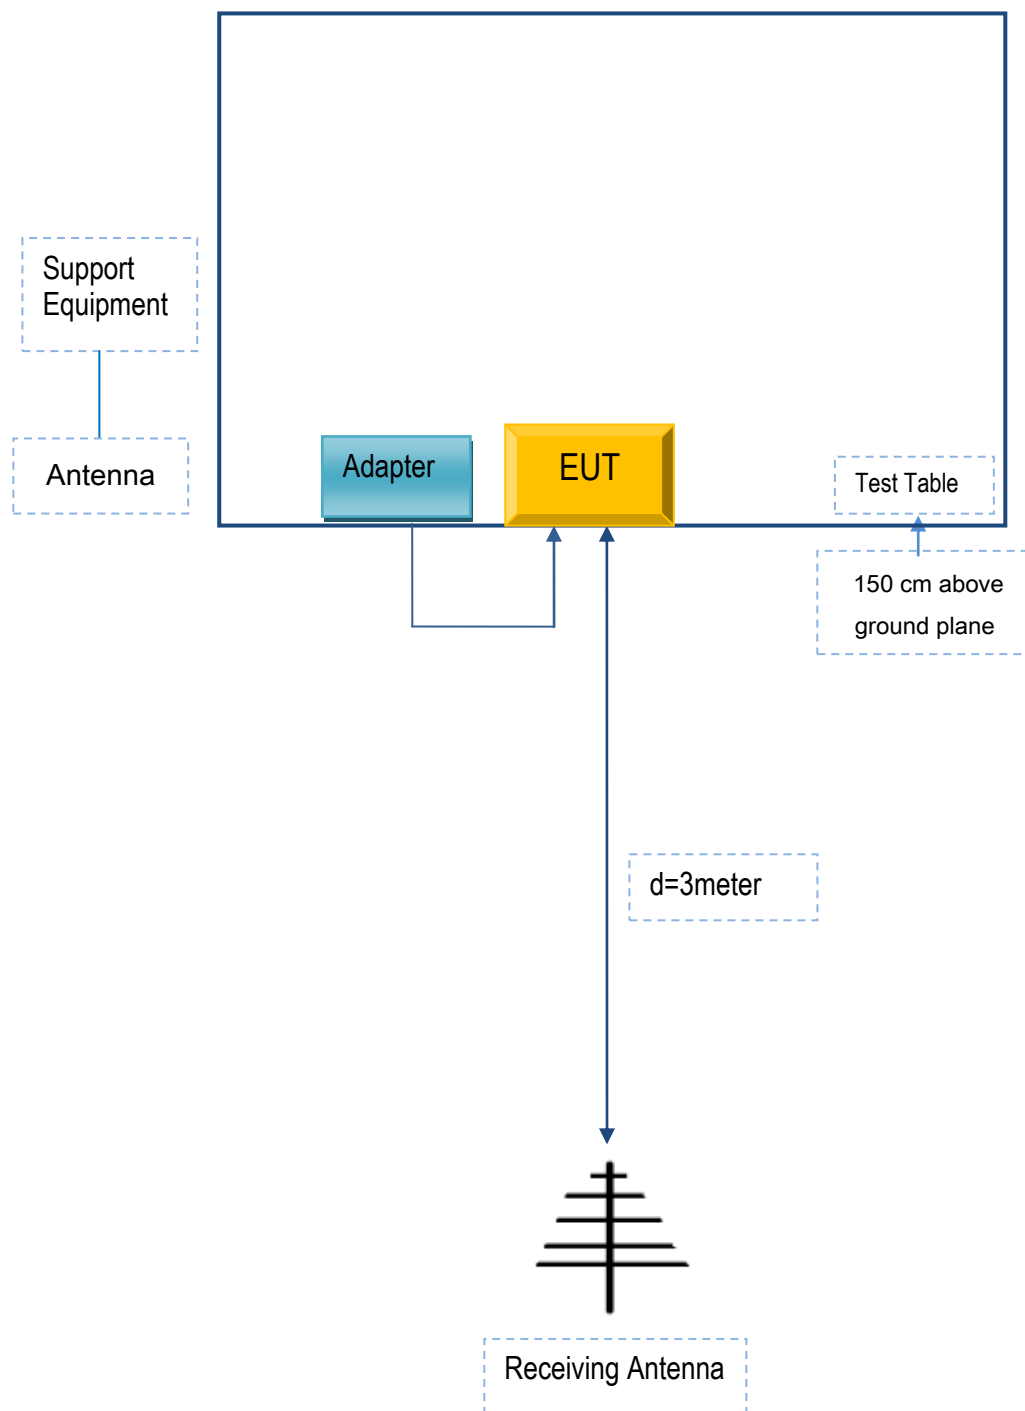 Support
Equipment
Antenna
Adapter
EUT
Test Table
150 cm above
ground plane
d=3meter
Receiving Antenna